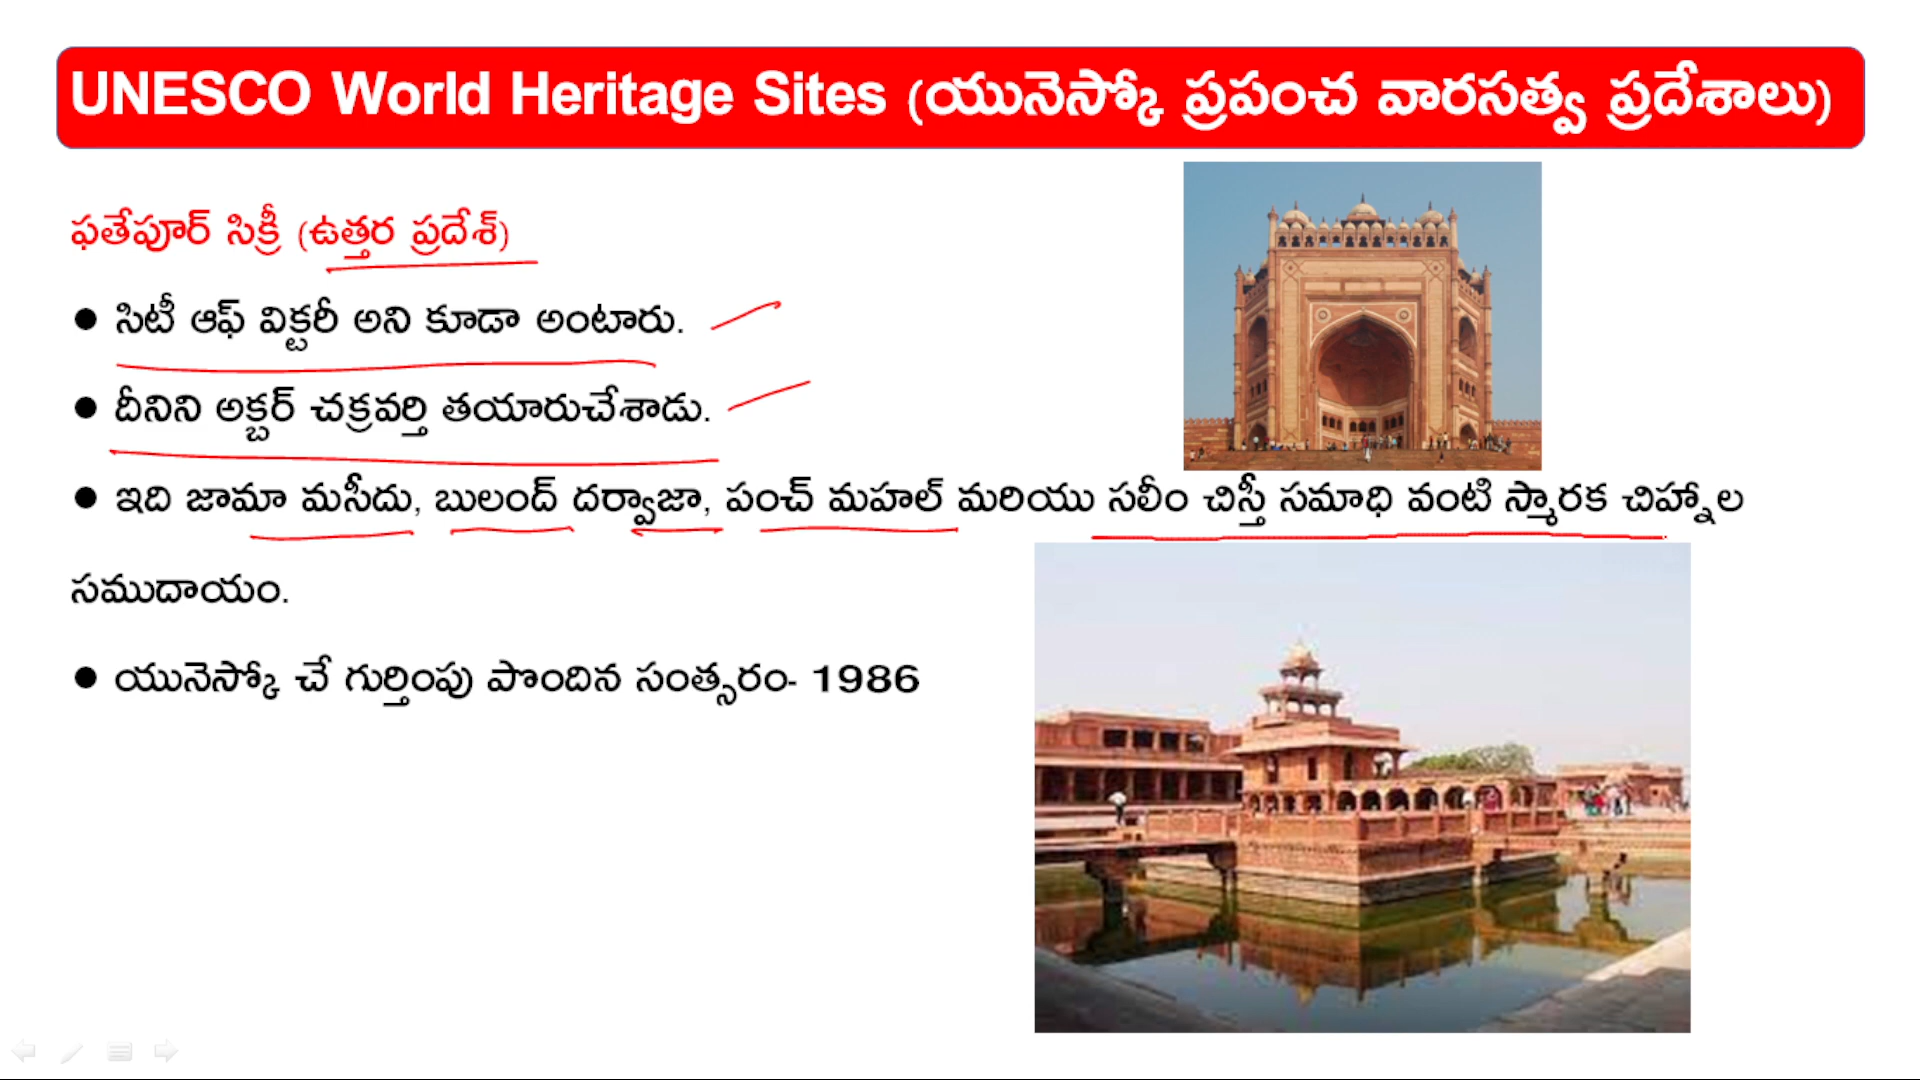 UNESCO World Heritage Sites (యునెస్కో ప్రపంచ వారసత్వ ప్రదేశాలు)
ఫతేపూర్ సిక్రీ (ఉత్తర ప్రదేశ్)
● సిటీ ఆఫ్ విక్టరీ అని కూడా అంటారు.
● దీనిని అక్బర్ చక్రవర్తి తయారుచేశాడు.
● ఇది జామా మసీదు, బులంద్ దర్వాజా, పంచ్ మహల్ మరియు సలీం చిస్తీ సమాధి వంటి స్మారక చిహ్నాల
సముదాయం.
● యునెస్కో చే గుర్తింపు పొందిన సంత్సరం- 1986